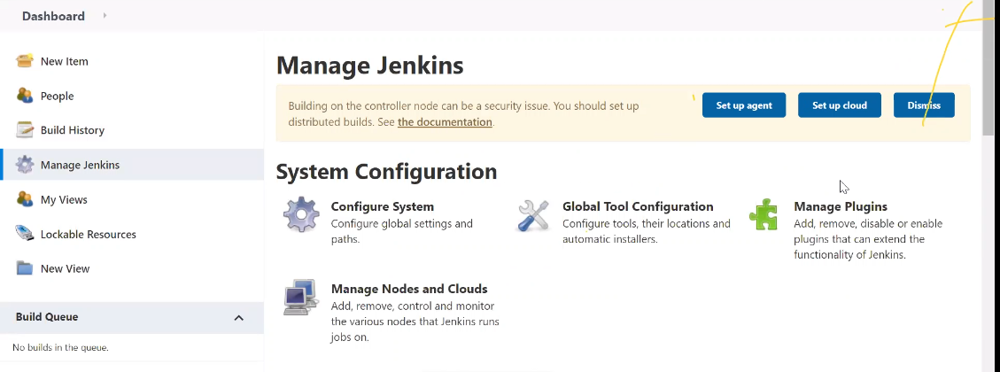 Dashboard
New Item
People
Build History
Manage Jenkins
My Views
Lockable Resources
New View
Build Queue
No builds in the queue.
Manage Jenkins
Building on the controller node can be a security issue. You should set up
distributed builds. See the documentation.
Set up agent
Set up cloud
Dismiss
System Configuration
Configure System
Configure global settings and
paths.
Global Tool Configuration
Configure tools, their locations and
automatic installers.
Manage Plugins
Add, remove, disable or enable
plugins that can extend the
functionality of Jenkins.
Manage Nodes and Clouds
Add, remove, control and monitor
the various nodes that Jenkins runs
jobs on.